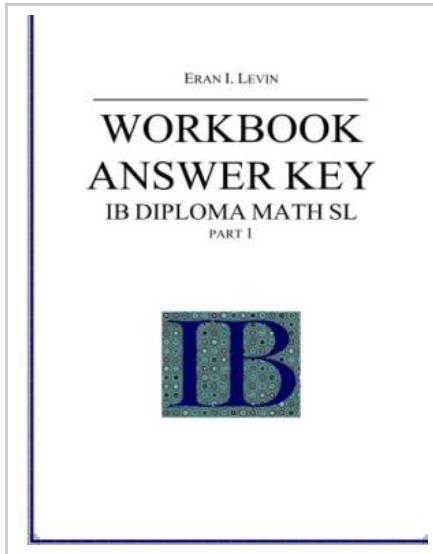 ERAN I. LEVIN
WORKBOOK
ANSWER KEY
IB DIPLOMA MATH SL
PART 1
IB